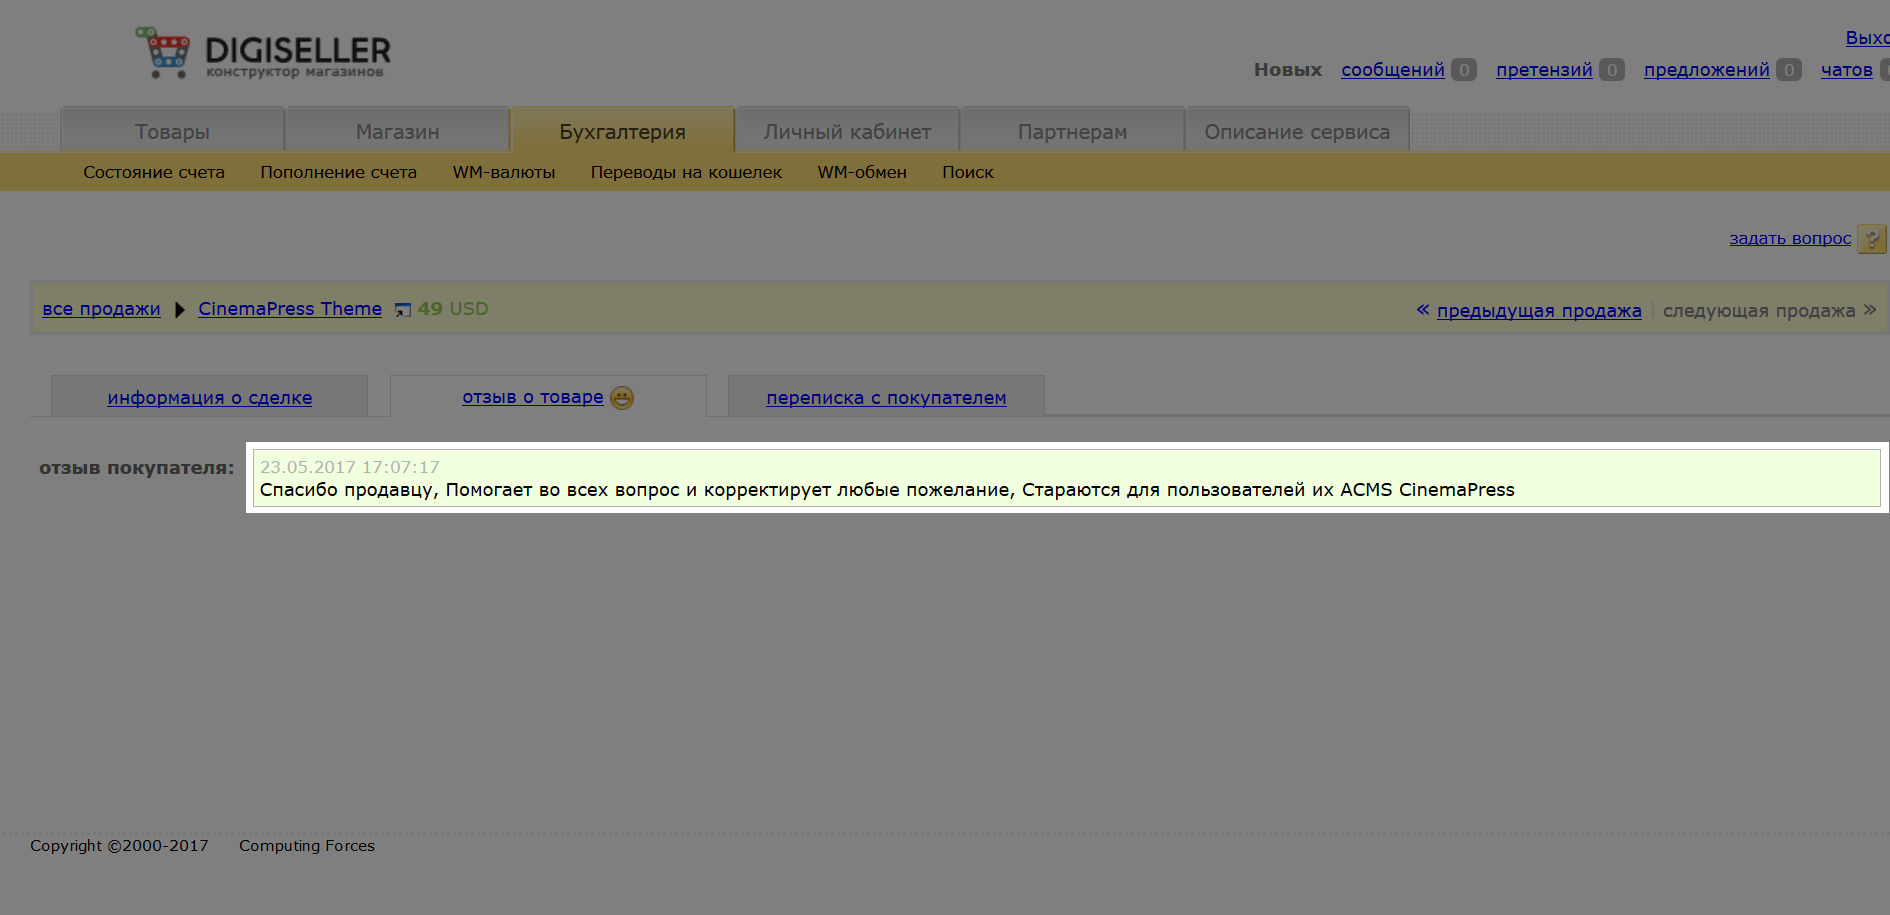 DIGISELLER
конструктор магазинов
Новых сообщений 0 претензий 0 предложений 0 чатов
Товары Магазин Бухгалтерия Личный кабинет Партнерам Описание сервиса
Состояние счета Пополнение счета WM-валюты Переводы на кошелек WM-обмен Поиск
задать вопрос ?
все продажи CinemaPress Theme 49 USD « предыдущая продажа | следующая продажа »
информация о сделке отзыв о товаре переписка с покупателем
отзыв покупателя: 23.05.2017 17:07:17
Спасибо продавцу, Помогает во всех вопрос и корректирует любые пожелание, Стараются для пользователей их ACMS CinemaPress
Copyright ©2000-2017 Computing Forces